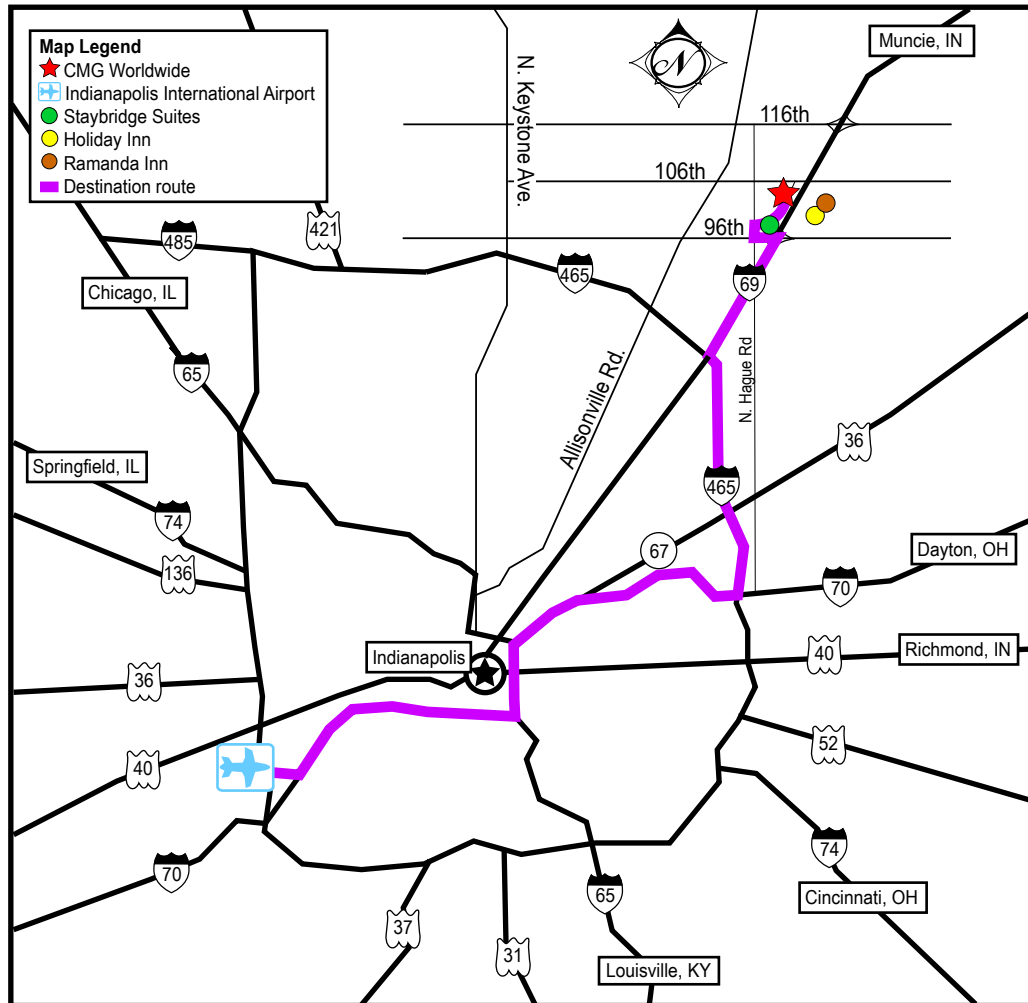 Map Legend
CMG Worldwide
Indianapolis International Airport
Staybridge Suites
Holiday Inn
Ramanda Inn
Destination route
N. Keystone Ave.
N
Muncie, IN
116th
106th
96th
421
485
465
69
Chicago, IL
65
Allisonville Rd.
N. Hague Rd
36
Springfield, IL
74
136
465
67
Dayton, OH
70
Indianapolis
40
Richmond, IN
36
40
52
70
74
Cincinnati, OH
37
31
65
Louisville, KY